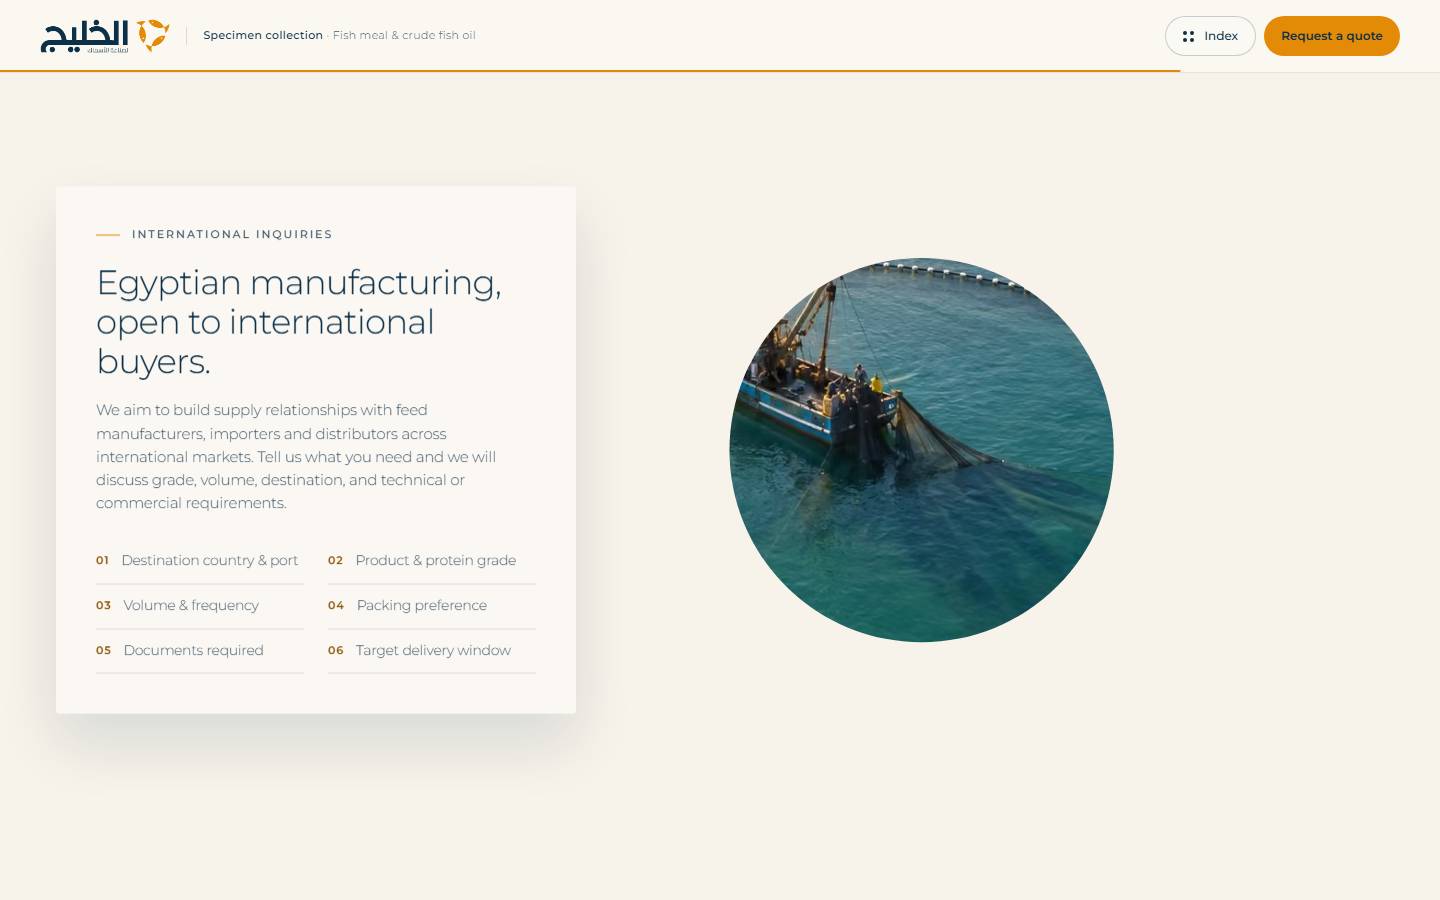 الخليج
لصناعة الأسماك
Specimen collection · Fish meal & crude fish oil
Index
Request a quote
INTERNATIONAL INQUIRIES
Egyptian manufacturing,
open to international
buyers.
We aim to build supply relationships with feed
manufacturers, importers and distributors across
international markets. Tell us what you need and we will
discuss grade, volume, destination, and technical or
commercial requirements.
01 Destination country & port
02 Product & protein grade
03 Volume & frequency
04 Packing preference
05 Documents required
06 Target delivery window